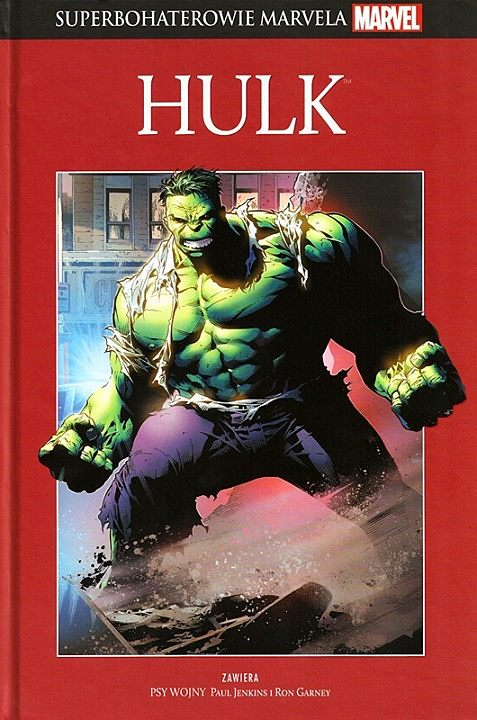 SUPERBOHATEROWIE MARVELA MARVEL
HULK™
ZAWIERA
PSY WOJNY PAUL JENKINS I RON GARNEY